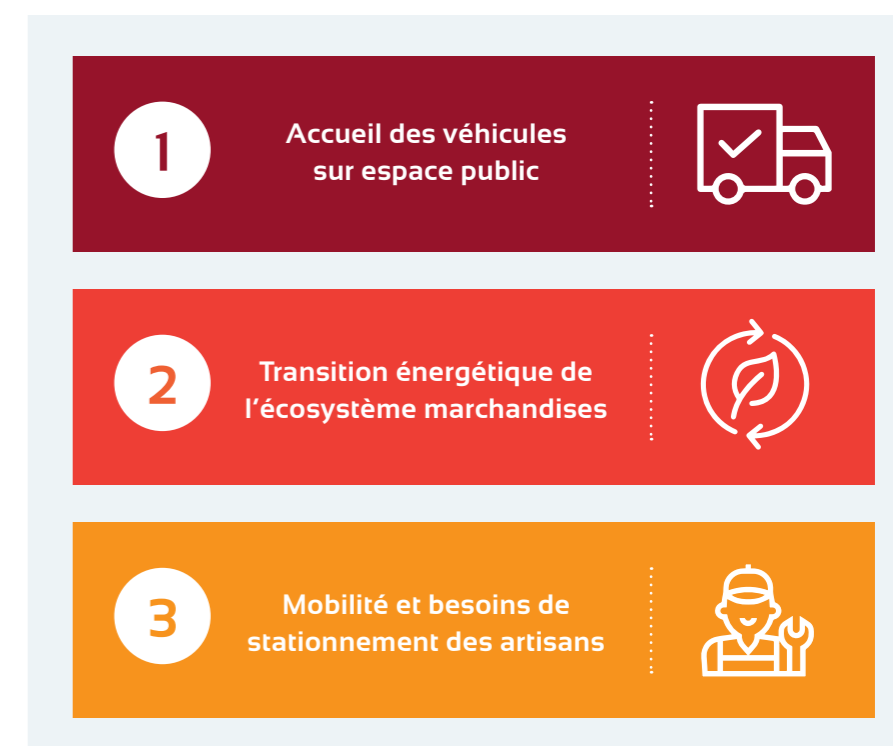 1
Accueil des véhicules
sur espace public
2
Transition énergétique de
l'écosystème marchandises
3
Mobilité et besoins de
stationnement des artisans